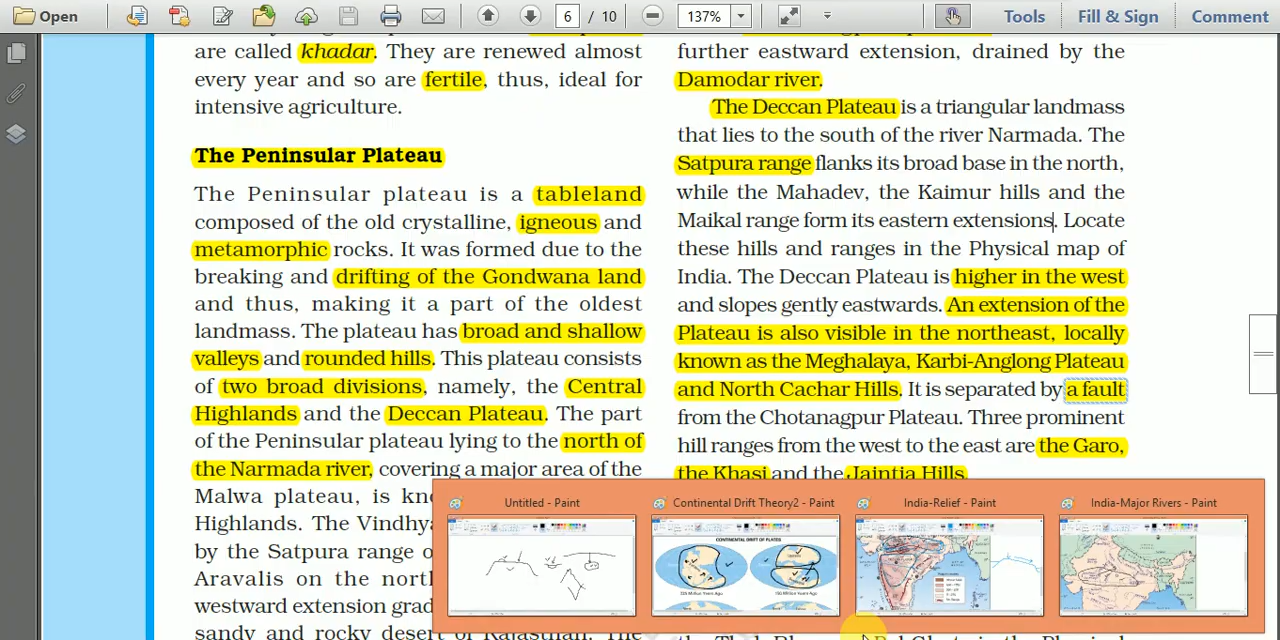 Open
6 / 10
137%
Tools
Fill & Sign
Comment
are called khadar. They are renewed almost
every year and so are fertile, thus, ideal for
intensive agriculture.
The Peninsular Plateau
The Peninsular plateau is a tableland
composed of the old crystalline, igneous and
metamorphic rocks. It was formed due to the
breaking and drifting of the Gondwana land
and thus, making it a part of the oldest
landmass. The plateau has broad and shallow
valleys and rounded hills. This plateau consists
of two broad divisions, namely, the Central
Highlands and the Deccan Plateau. The part
of the Peninsular plateau lying to the north of
the Narmada river, covering a major area of the
Malwa plateau, is
Highlands. The
by the Satpura range
Aravalis on the
westward extension
sandy and rocky desert of Rajasthan. The
further eastward extension, drained by the
Damodar river.
The Deccan Plateau is a triangular landmass
that lies to the south of the river Narmada. The
Satpura range flanks its broad base in the north,
while the Mahadev, the Kaimur hills and the
Maikal range form its eastern extensions. Locate
these hills and ranges in the Physical map of
India. The Deccan Plateau is higher in the west
and slopes gently eastwards. An extension of the
Plateau is also visible in the northeast, locally
known as the Meghalaya, Karbi-Anglong Plateau
and North Cachar Hills. It is separated by a fault
from the Chotanagpur Plateau. Three prominent
hill ranges from the west to the east are the Garo,
the Khasi and the Jaintia Hills.
Untitled - Paint
Continental Drift Theory2 - Paint
India-Relief - Paint
India-Major Rivers - Paint
CONTINENTAL DRIFT OF PLATES